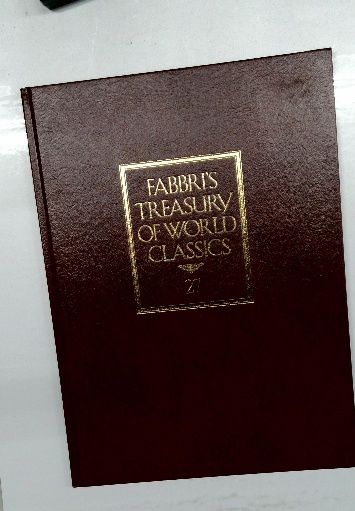 FABBRI'S
TREASURY
OF WORLD
CLASSICS
27